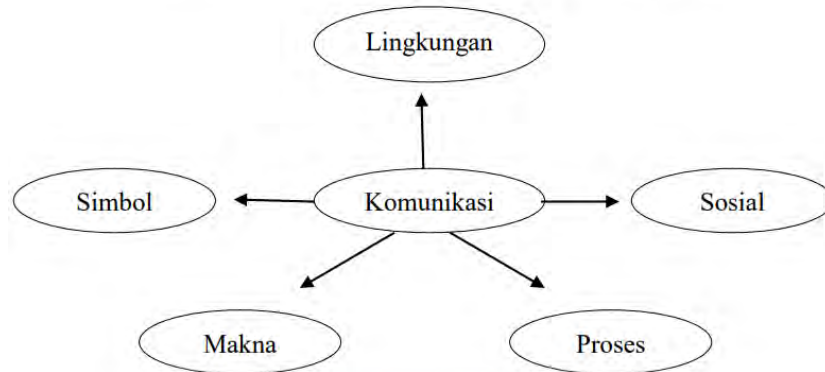 Lingkungan
Simbol
Komunikasi
Sosial
Makna
Proses